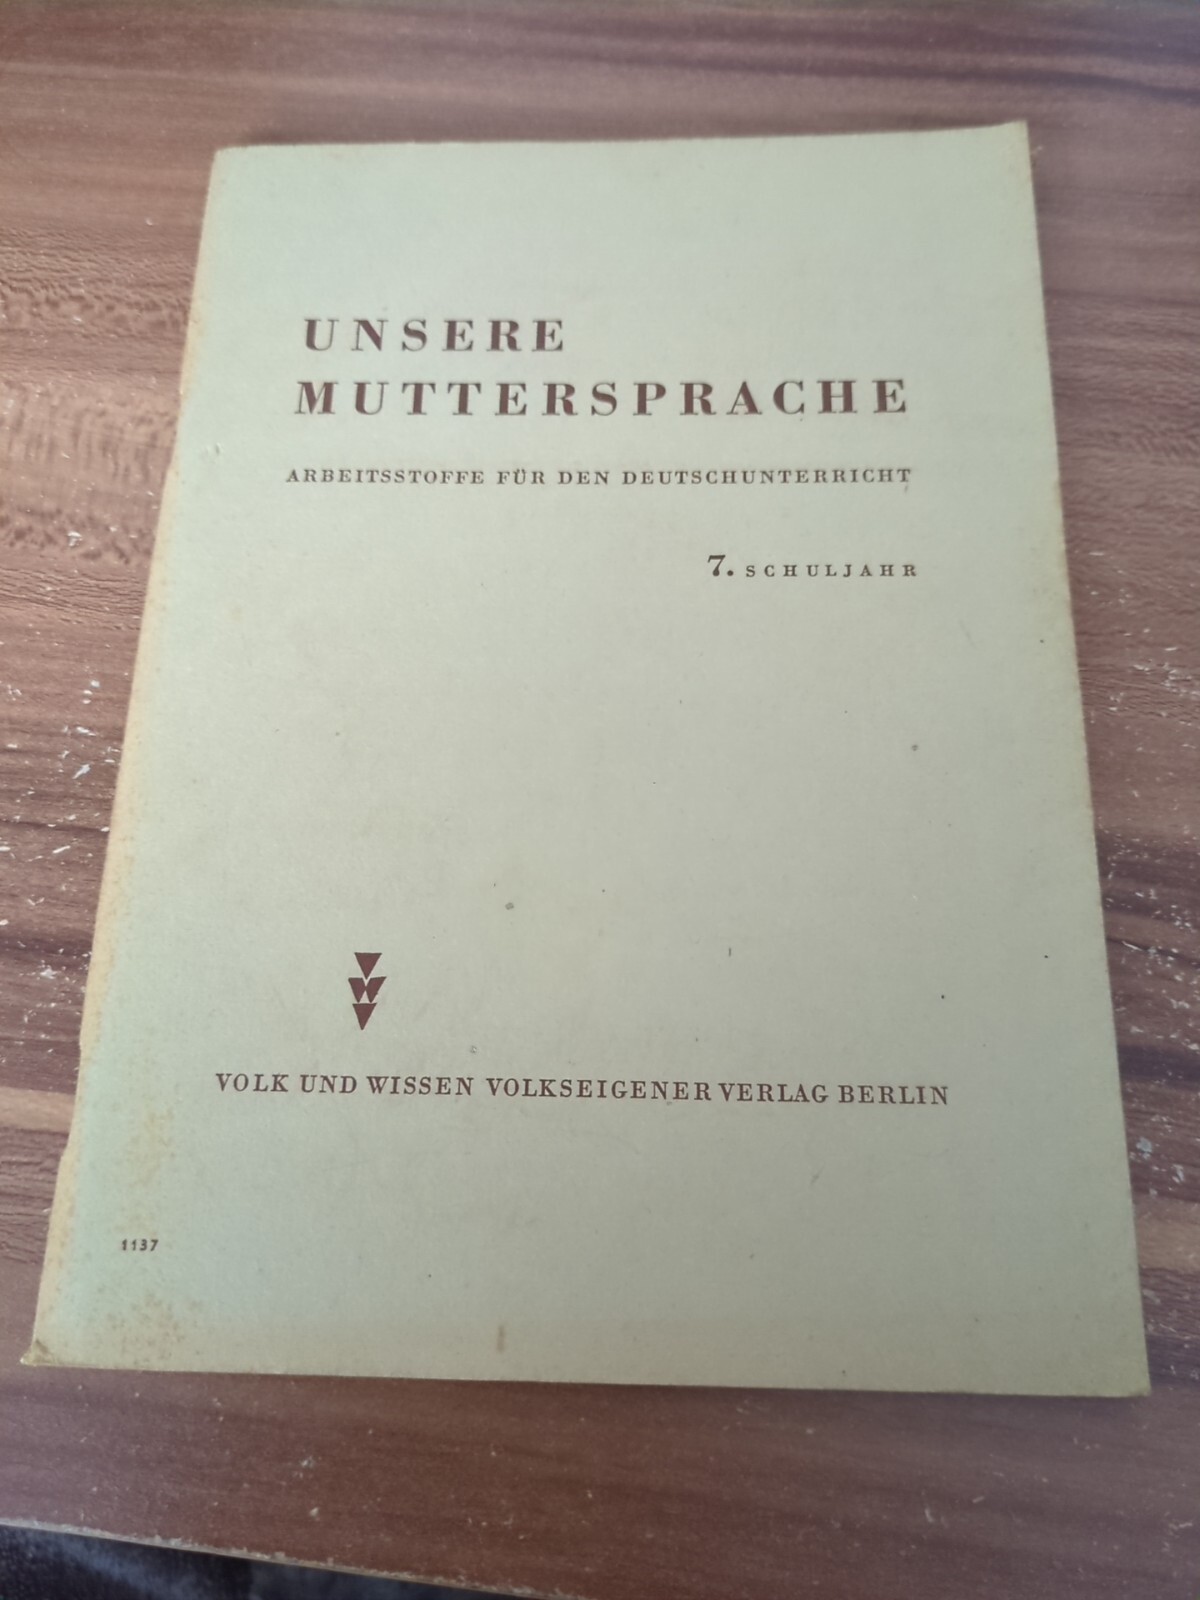 UNSERE
MUTTERSPRACHE
ARBEITSSTOFFE FÜR DEN DEUTSCHUNTERRICHT
7. SCHULJAHR
VOLK UND WISSEN VOLKSEIGENER VERLAG BERLIN
1137